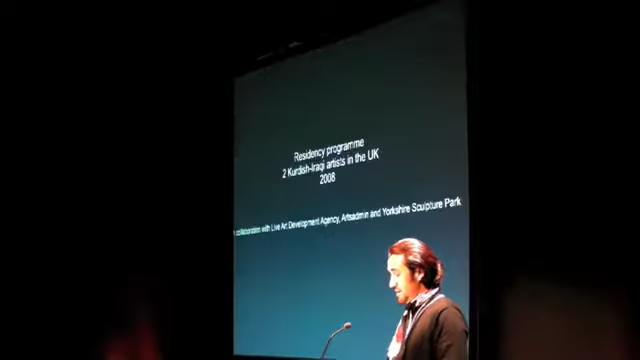 Residency programme
2 Kurdish-Iraqi artists in the UK
2008
collaboration with Live Art Development Agency, Artsadmin and Yorkshire Sculpture Park